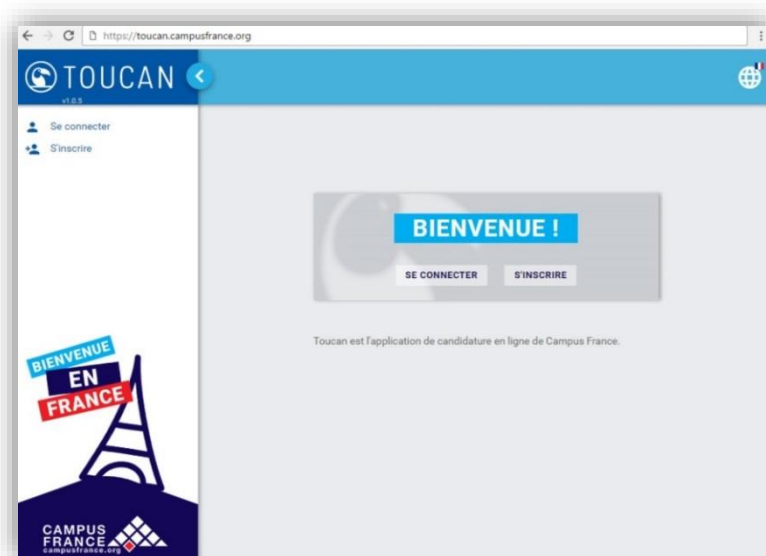 https://toucan.campusfrance.org
TOUCAN
v1.0.5
Se connecter
S'inscrire
BIENVENUE !
SE CONNECTER S'INSCRIRE
Toucan est l'application de candidature en ligne de Campus France.
BIENVENUE
EN
FRANCE
CAMPUS
FRANCE
campusfrance.org